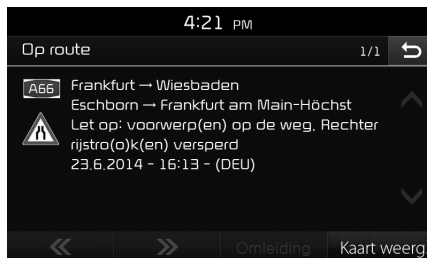 4:21 PM
Op route 1/1
A66 Frankfurt → Wiesbaden
Eschborn → Frankfurt am Main-Höchst
Let op: voorwerp(en) op de weg, Rechter
rijstro(o)k(en) versperd
23.6.2014 - 16:13 - (DEU)
Omleiding Kaart weerg.